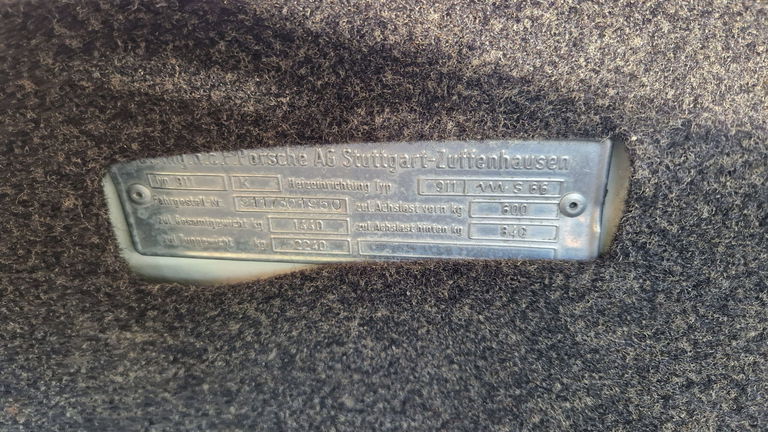 Porsche AG Stuttgart-Zuffenhausen
Typ 911 K Heizeinrichtung Typ 911 S 66
Fahrgestell-Nr. zul. Achslast vorn kg 600
zul. Gesamtgewicht kg 1440 zul. Achslast hinten kg 840
kg 2240